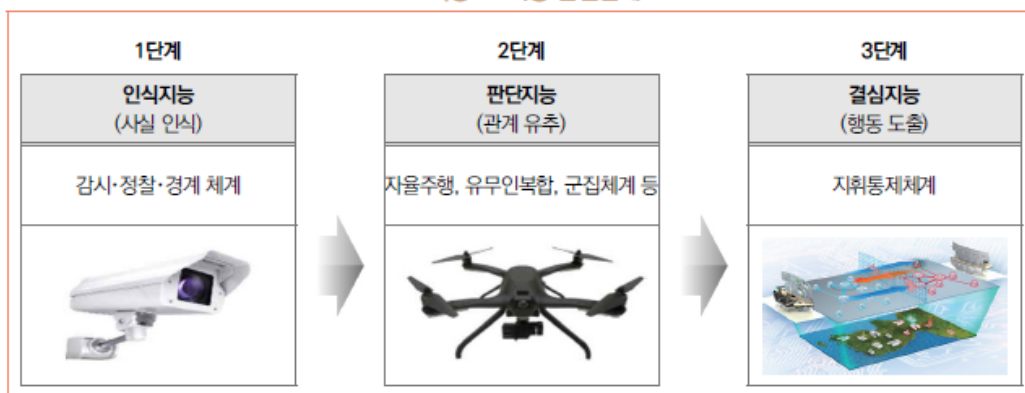 1단계
2단계
3단계
인식지능
(사실 인식)
판단지능
(관계 유추)
결심지능
(행동 도출)
감시·정찰·경계 체계
자율주행, 유무인복합, 군집체계 등
지휘통제체계